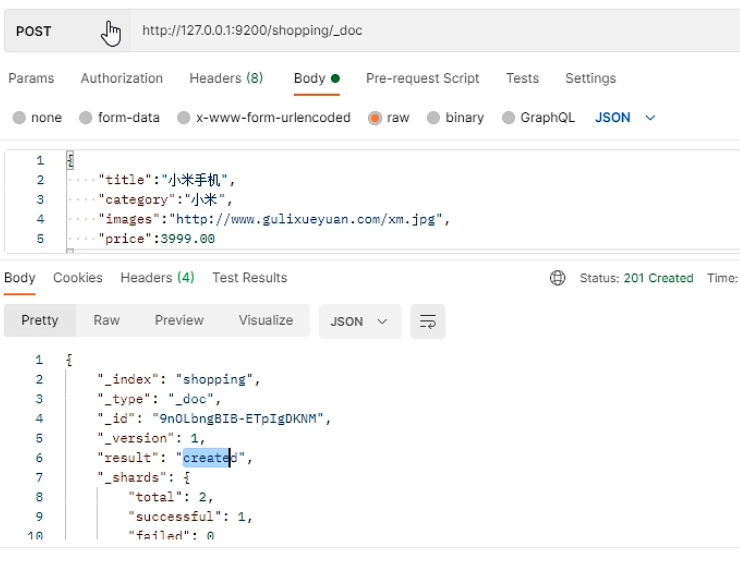 POST http://127.0.0.1:9200/shopping/_doc
Params Authorization Headers (8) Body Pre-request Script Tests Settings
none form-data x-www-form-urlencoded raw binary GraphQL JSON
1 {
2 "title":"小米手机",
3 "category":"小米",
4 "images":"http://www.gulixueyuan.com/xm.jpg",
5 "price":3999.00
Body Cookies Headers (4) Test Results Status: 201 Created Time:
Pretty Raw Preview Visualize JSON
1 {
2 "_index": "shopping",
3 "_type": "_doc",
4 "_id": "9nOLbngBIB-ETpIgDKNM",
5 "_version": 1,
6 "result": "created",
7 "_shards": {
8 "total": 2,
9 "successful": 1,
10 "failed": 0